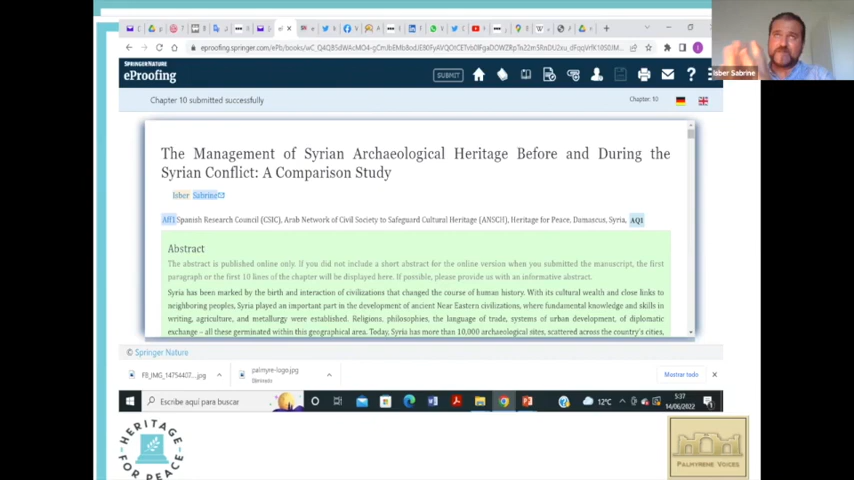 SPRINGER NATURE
eProofing
SUBMIT
Isber Sabrine
Chapter 10 submitted successfully
Chapter: 10
The Management of Syrian Archaeological Heritage Before and During the
Syrian Conflict: A Comparison Study
Isber Sabrine
Aff1 Spanish Research Council (CSIC), Arab Network of Civil Society to Safeguard Cultural Heritage (ANSCH), Heritage for Peace, Damascus, Syria, AQ1
Abstract
The abstract is published online only. If you did not include a short abstract for the online version when you submitted the manuscript, the first
paragraph or the first 10 lines of the chapter will be displayed here. If possible, please provide us with an informative abstract.
Syria has been marked by the birth and interaction of civilizations that changed the course of human history. With its cultural wealth and close links to
neighboring peoples, Syria played an important part in the development of ancient Near Eastern civilizations, where fundamental knowledge and skills in
writing, agriculture, and metallurgy were established. Religions, philosophies, the language of trade, systems of urban development, of diplomatic
exchange – all these germinated within this geographical area. Today, Syria has more than 10,000 archaeological sites, scattered across the country's cities,
© Springer Nature
FB_IMG_14754407....jpg
palmyre-logo.jpg
Mostrar todo
Escribe aquí para buscar
12°C
5:37
14/06/2022
HERITAGE
FOR PEACE
PALMYRENE VOICES